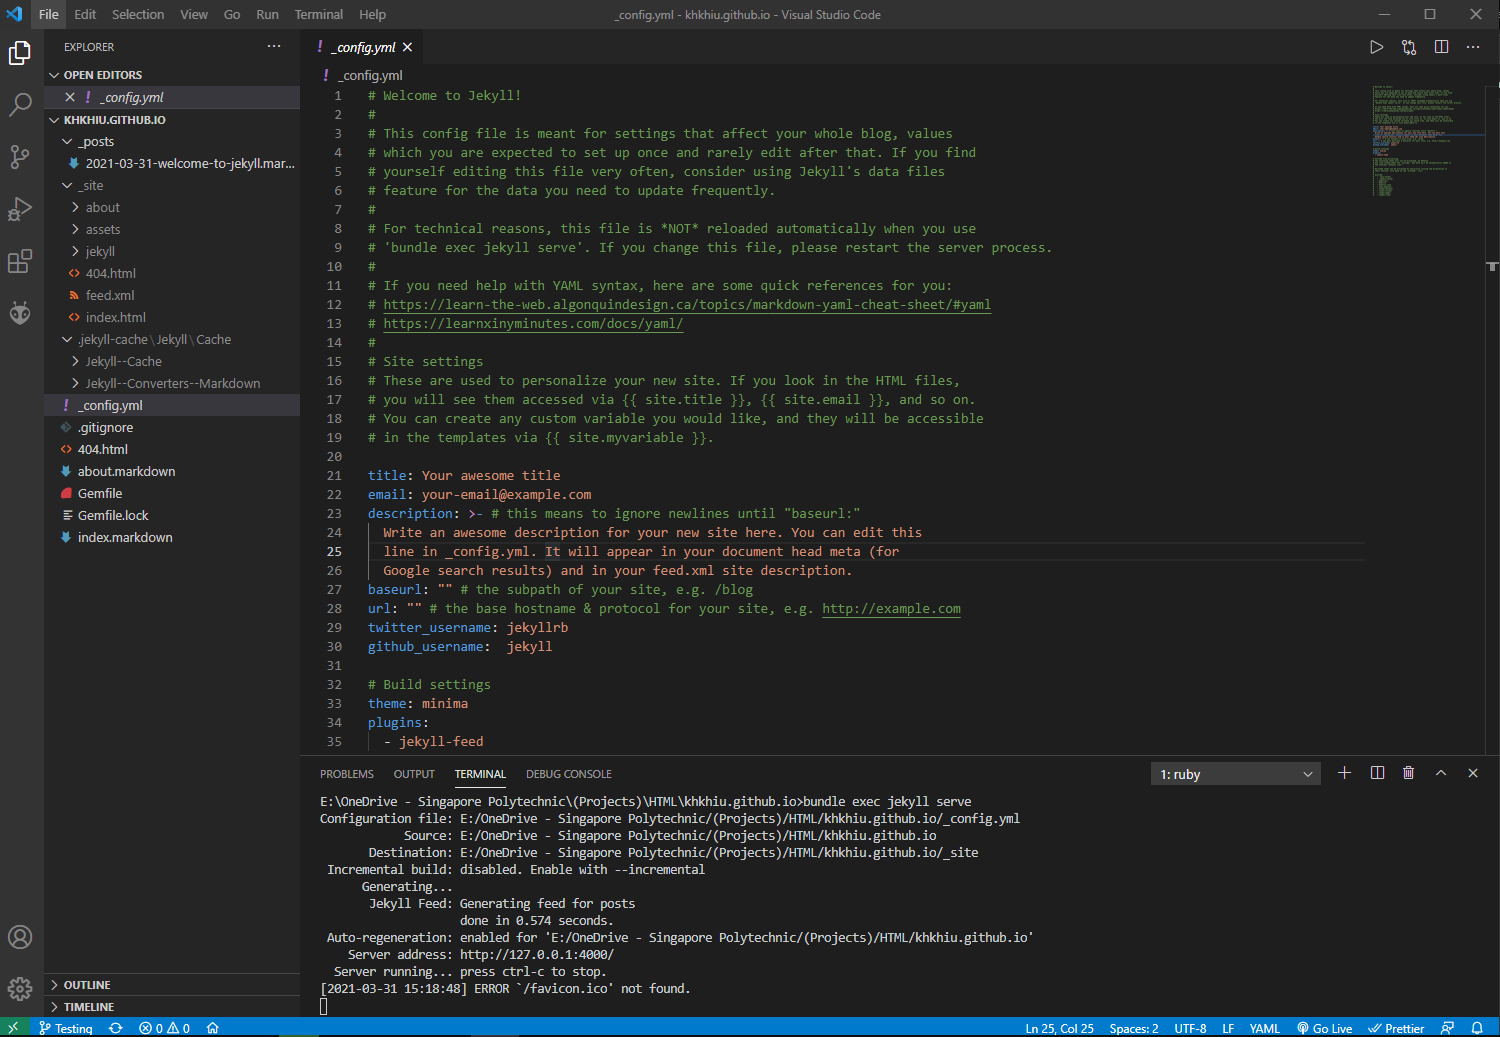 File Edit Selection View Go Run Terminal Help
_config.yml - khkhiu.github.io - Visual Studio Code
EXPLORER
OPEN EDITORS
! _config.yml
KHKHIU.GITHUB.IO
_posts
2021-03-31-welcome-to-jekyll.mar...
_site
about
assets
jekyll
404.html
feed.xml
index.html
.jekyll-cache\Jekyll\Cache
Jekyll--Cache
Jekyll--Converters--Markdown
! _config.yml
.gitignore
404.html
about.markdown
Gemfile
Gemfile.lock
index.markdown
OUTLINE
TIMELINE
! _config.yml
! _config.yml
1 # Welcome to Jekyll!
2 #
3 # This config file is meant for settings that affect your whole blog, values
4 # which you are expected to set up once and rarely edit after that. If you find
5 # yourself editing this file very often, consider using Jekyll's data files
6 # feature for the data you need to update frequently.
7 #
8 # For technical reasons, this file is *NOT* reloaded automatically when you use
9 # 'bundle exec jekyll serve'. If you change this file, please restart the server process.
10 #
11 # If you need help with YAML syntax, here are some quick references for you:
12 # https://learn-the-web.algonquindesign.ca/topics/markdown-yaml-cheat-sheet/#yaml
13 # https://learnxinyminutes.com/docs/yaml/
14 #
15 # Site settings
16 # These are used to personalize your new site. If you look in the HTML files,
17 # you will see them accessed via {{ site.title }}, {{ site.email }}, and so on.
18 # You can create any custom variable you would like, and they will be accessible
19 # in the templates via {{ site.myvariable }}.
20
21 title: Your awesome title
22 email: your-email@example.com
23 description: >- # this means to ignore newlines until "baseurl:"
24 Write an awesome description for your new site here. You can edit this
25 line in _config.yml. It will appear in your document head meta (for
26 Google search results) and in your feed.xml site description.
27 baseurl: "" # the subpath of your site, e.g. /blog
28 url: "" # the base hostname & protocol for your site, e.g. http://example.com
29 twitter_username: jekyllrb
30 github_username:  jekyll
31
32 # Build settings
33 theme: minima
34 plugins:
35 - jekyll-feed
PROBLEMS OUTPUT TERMINAL DEBUG CONSOLE
1: ruby
E:\OneDrive - Singapore Polytechnic\(Projects)\HTML\khkhiu.github.io>bundle exec jekyll serve
Configuration file: E:/OneDrive - Singapore Polytechnic/(Projects)/HTML/khkhiu.github.io/_config.yml
Source: E:/OneDrive - Singapore Polytechnic/(Projects)/HTML/khkhiu.github.io
Destination: E:/OneDrive - Singapore Polytechnic/(Projects)/HTML/khkhiu.github.io/_site
Incremental build: disabled. Enable with --incremental
Generating...
Jekyll Feed: Generating feed for posts
done in 0.574 seconds.
Auto-regeneration: enabled for 'E:/OneDrive - Singapore Polytechnic/(Projects)/HTML/khkhiu.github.io'
Server address: http://127.0.0.1:4000/
Server running... press ctrl-c to stop.
[2021-03-31 15:18:48] ERROR `/favicon.ico' not found.
Testing 0 0 Ln 25, Col 25 Spaces: 2 UTF-8 LF YAML Go Live Prettier